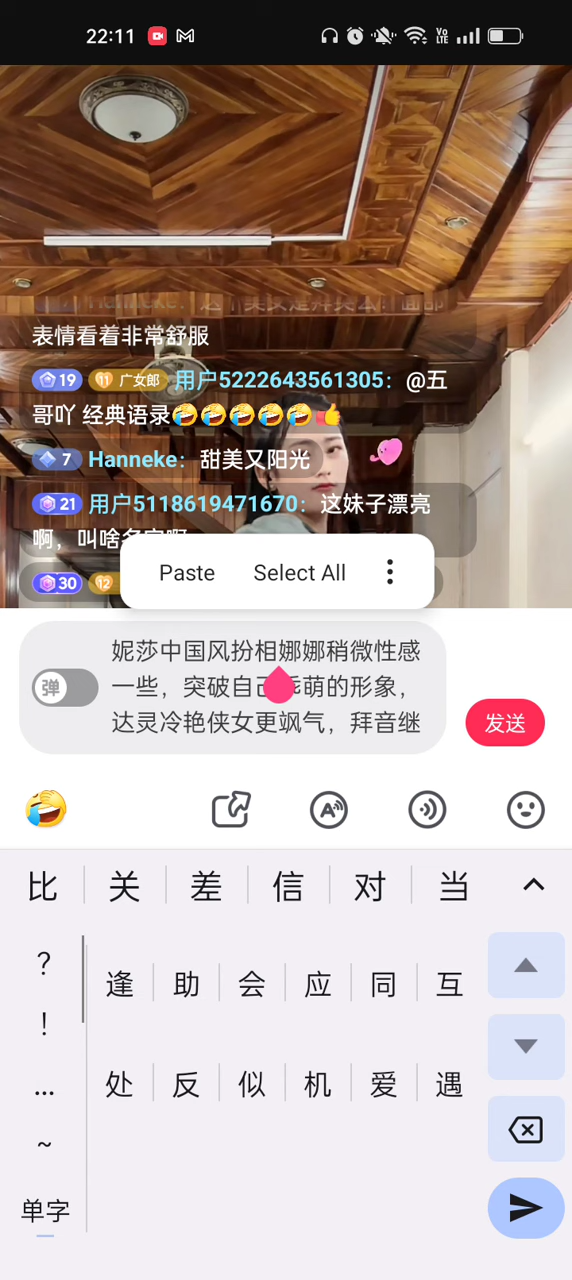 22:11
VoLTE
表情看着非常舒服
19 11 广女郎 用户5222643561305：@五
哥吖 经典语录🤣🤣🤣🤣🤣👍
7 Hanneke：甜美又阳光
21 用户5118619471670：这妹子漂亮
啊，叫啥名字啊
30 12
Paste Select All
妮莎中国风扮相娜娜稍微性感
弹 一些，突破自己乖萌的形象，
达灵冷艳侠女更飒气，拜音继
发送
比 关 差 信 对 当
?
逢 助 会 应 同 互
!
...
处 反 似 机 爱 遇
~
单字